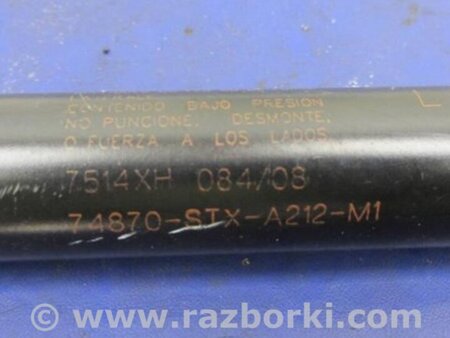 CONTENIDO BAJO PRESION
NO PUNCIONE, DESMONTE,
O FUERZA A LOS LADOS
7514XH 084/08
74870-STX-A212-M1
© www.razborki.com